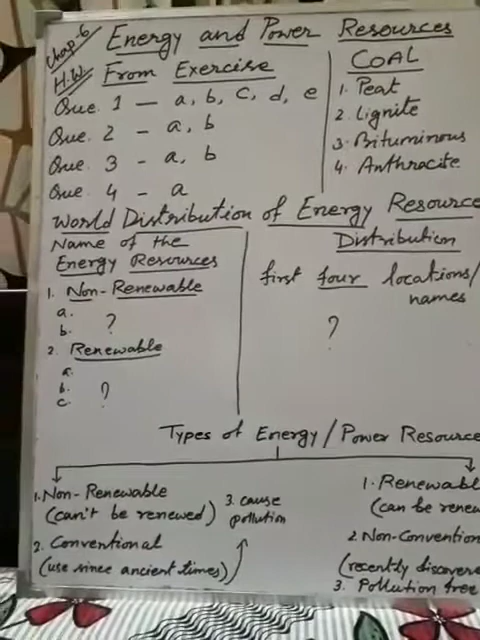 Chap-6
Energy and Power Resources
H.W. From Exercise
Que. 1 - a, b, c, d, e
Que. 2 - a, b
Que. 3 - a, b
Que. 4 - a
COAL
1. Peat
2. Lignite
3. Bituminous
4. Anthracite
World Distribution of Energy Resource
Name of the
Energy Resources
1. Non-Renewable
a.
b. ?
2. Renewable
a.
b. ?
c.
Distribution
first four locations/
names
?
Types of Energy/Power Resource
1. Non-Renewable
(can't be renewed)
2. Conventional
(use since ancient times)
3. cause
pollution
1. Renewabl
(can be renew
2. Non-Convention
(recently discovere
3. Pollution free